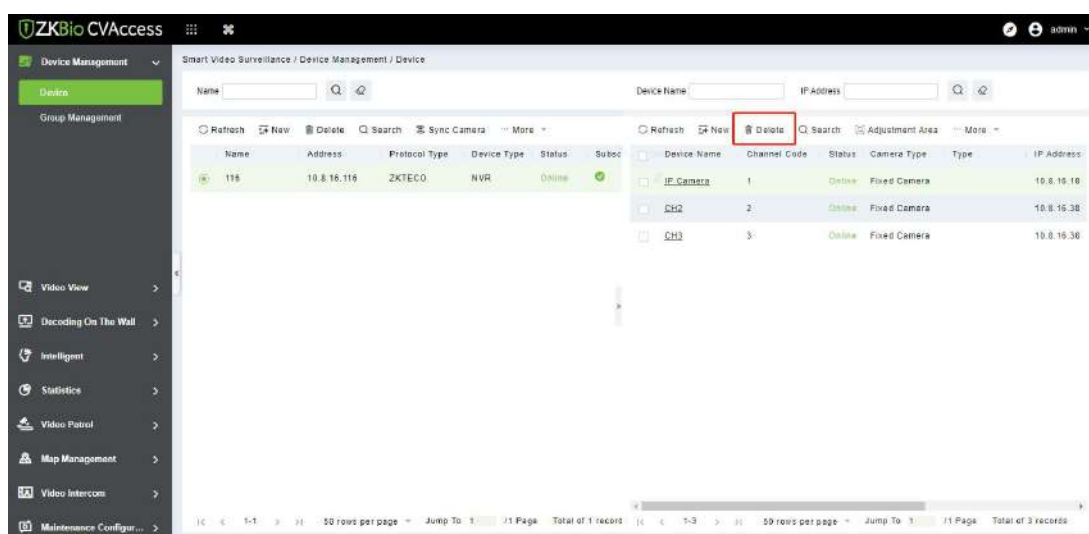 ZKBio CVAccess
admin
Device Management
Smart Video Surveillance / Device Management / Device
Device
Name
Device Name
IP Address
Group Management
Refresh New Delete Search Sync Camera More
Refresh New Delete Search Adjustment Area More
Name Address Protocol Type Device Type Status Subsc
Device Name Channel Code Status Camera Type Type IP Address
116 10.8.16.116 ZKTECO NVR Online
IP Camera 1 Online Fixed Camera 10.8.16.18
CH2 2 Online Fixed Camera 10.8.16.38
CH3 3 Online Fixed Camera 10.8.16.36
Video View
Decoding On The Wall
Intelligent
Statistics
Video Patrol
Map Management
Video Intercom
Maintenance Configur...
1-1 50 rows per page Jump To 1 /1 Page Total of 1 record
1-3 50 rows per page Jump To 1 /1 Page Total of 3 records